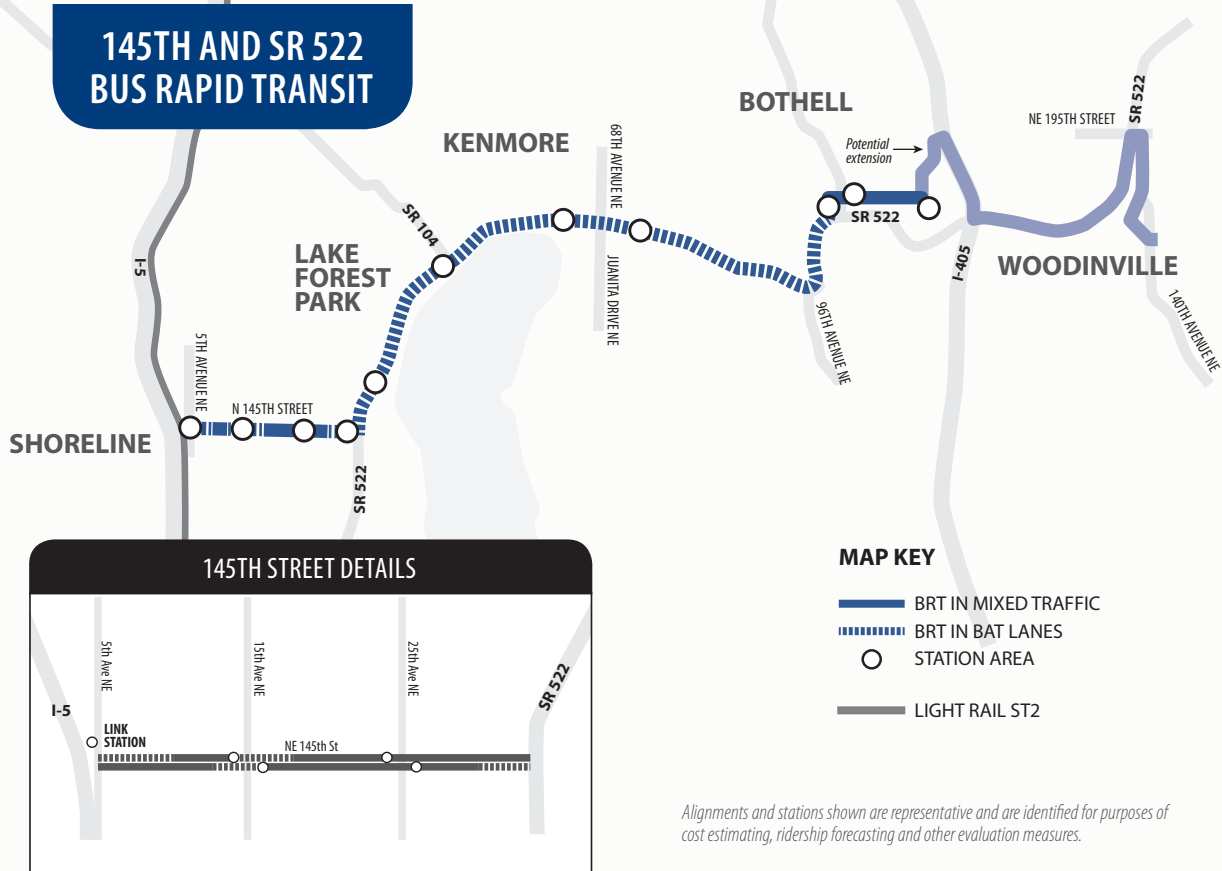 145TH AND SR 522
BUS RAPID TRANSIT
BOTHELL
SR 522
NE 195TH STREET
KENMORE
68TH AVENUE NE
Potential
extension
SR 104
SR 522
LAKE
FOREST
PARK
I-5
JUANITA DRIVE NE
I-405
WOODINVILLE
96TH AVENUE NE
140TH AVENUE NE
5TH AVENUE NE
N 145TH STREET
SHORELINE
SR 522
145TH STREET DETAILS
5th Ave NE
15th Ave NE
25th Ave NE
SR 522
I-5
LINK
STATION
NE 145th St
MAP KEY
BRT IN MIXED TRAFFIC
BRT IN BAT LANES
STATION AREA
LIGHT RAIL ST2
Alignments and stations shown are representative and are identified for purposes of
cost estimating, ridership forecasting and other evaluation measures.